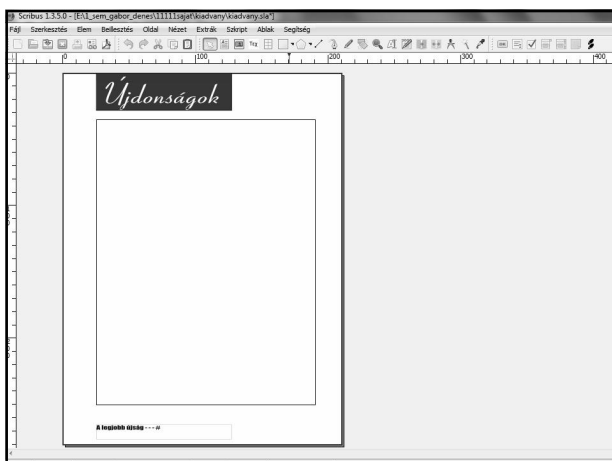 Scribus 1.3.5.0 - [E:\1_sem_gabor_denes\11111sajat\kiadvany\kiadvany.sla*]
Fájl Szerkesztés Elem Beillesztés Oldal Nézet Extrák Szkript Ablak Segítség
0 100 200 300 400
Újdonságok
A legjobb újság - - - #